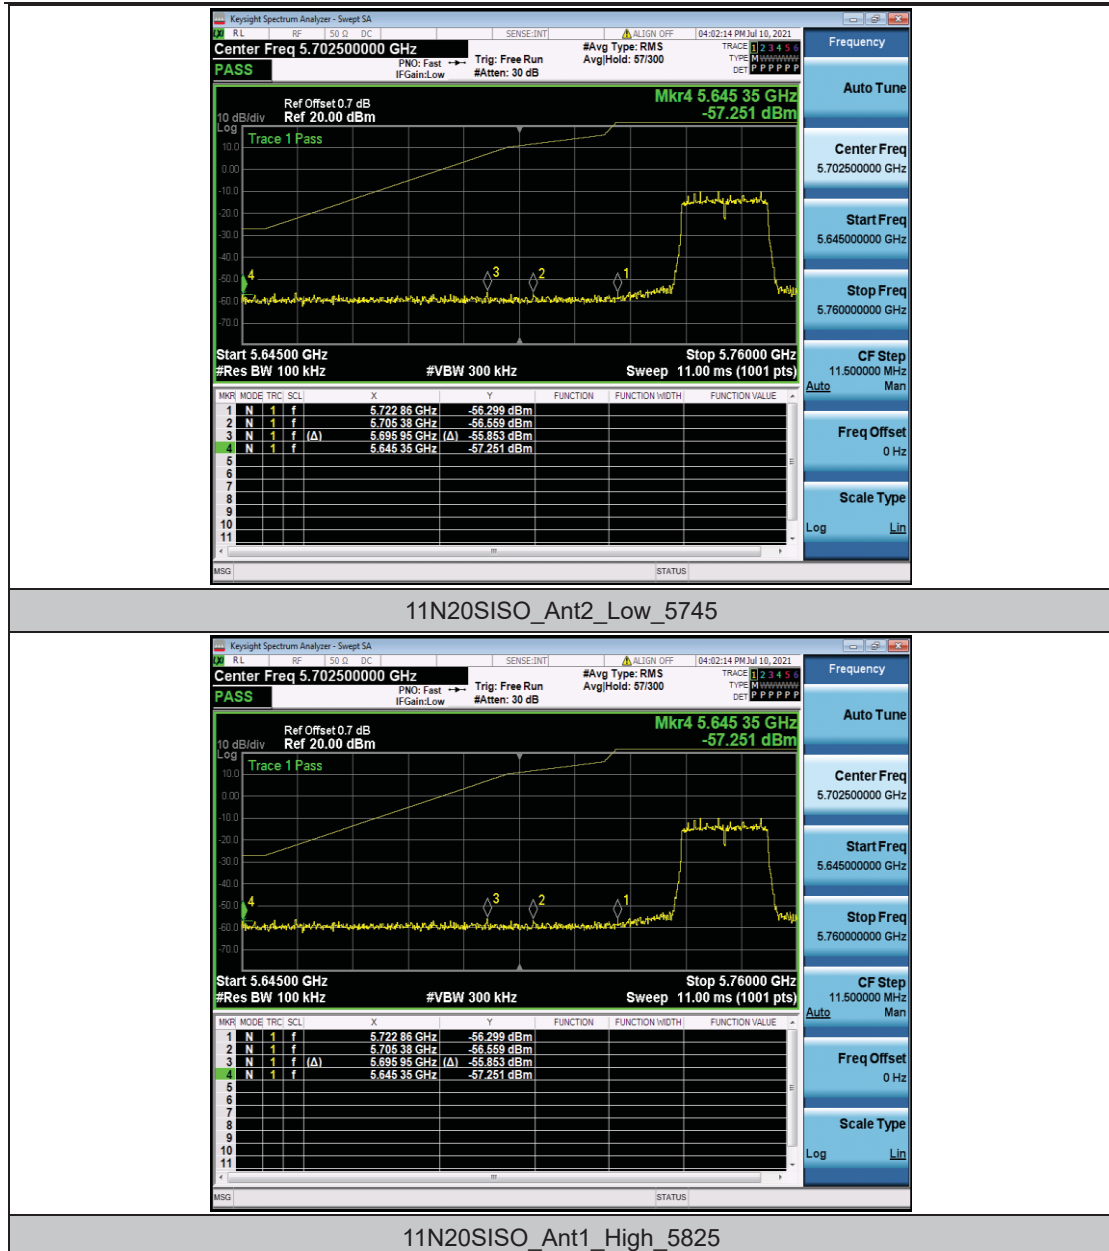 Keysight Spectrum Analyzer - Swept SA
LXI RL RF 50 Ω DC SENSE:INT ALIGN OFF 04:02:14 PM Jul 10, 2021
Center Freq 5.702500000 GHz
PNO: Fast
IFGain:Low
Trig: Free Run
#Atten: 30 dB
#Avg Type: RMS
Avg|Hold: 57/300
TRACE 1 2 3 4 5 6
TYPE M WWWWW
DET P P P P P P
PASS
Mkr4 5.645 35 GHz
-57.251 dBm
Ref Offset 0.7 dB
10 dB/div Ref 20.00 dBm
Log
Trace 1 Pass
10.0
0.00
-10.0
-20.0
-30.0
-40.0
-50.0
-60.0
-70.0
4 3 2 1
Start 5.64500 GHz Stop 5.76000 GHz
#Res BW 100 kHz #VBW 300 kHz Sweep 11.00 ms (1001 pts)
MKR MODE TRC SCL X Y FUNCTION FUNCTION WIDTH FUNCTION VALUE
1 N 1 f 5.722 86 GHz -56.299 dBm
2 N 1 f 5.705 38 GHz -56.559 dBm
3 N 1 f (Δ) 5.695 95 GHz (Δ) -55.853 dBm
4 N 1 f 5.645 35 GHz -57.251 dBm
5
6
7
8
9
10
11
MSG STATUS
Frequency
Auto Tune
Center Freq
5.702500000 GHz
Start Freq
5.645000000 GHz
Stop Freq
5.760000000 GHz
CF Step
11.500000 MHz
Auto Man
Freq Offset
0 Hz
Scale Type
Log Lin
11N20SISO_Ant2_Low_5745
Keysight Spectrum Analyzer - Swept SA
LXI RL RF 50 Ω DC SENSE:INT ALIGN OFF 04:02:14 PM Jul 10, 2021
Center Freq 5.702500000 GHz
PNO: Fast
IFGain:Low
Trig: Free Run
#Atten: 30 dB
#Avg Type: RMS
Avg|Hold: 57/300
TRACE 1 2 3 4 5 6
TYPE M WWWWW
DET P P P P P P
PASS
Mkr4 5.645 35 GHz
-57.251 dBm
Ref Offset 0.7 dB
10 dB/div Ref 20.00 dBm
Log
Trace 1 Pass
10.0
0.00
-10.0
-20.0
-30.0
-40.0
-50.0
-60.0
-70.0
4 3 2 1
Start 5.64500 GHz Stop 5.76000 GHz
#Res BW 100 kHz #VBW 300 kHz Sweep 11.00 ms (1001 pts)
MKR MODE TRC SCL X Y FUNCTION FUNCTION WIDTH FUNCTION VALUE
1 N 1 f 5.722 86 GHz -56.299 dBm
2 N 1 f 5.705 38 GHz -56.559 dBm
3 N 1 f (Δ) 5.695 95 GHz (Δ) -55.853 dBm
4 N 1 f 5.645 35 GHz -57.251 dBm
5
6
7
8
9
10
11
MSG STATUS
Frequency
Auto Tune
Center Freq
5.702500000 GHz
Start Freq
5.645000000 GHz
Stop Freq
5.760000000 GHz
CF Step
11.500000 MHz
Auto Man
Freq Offset
0 Hz
Scale Type
Log Lin
11N20SISO_Ant1_High_5825